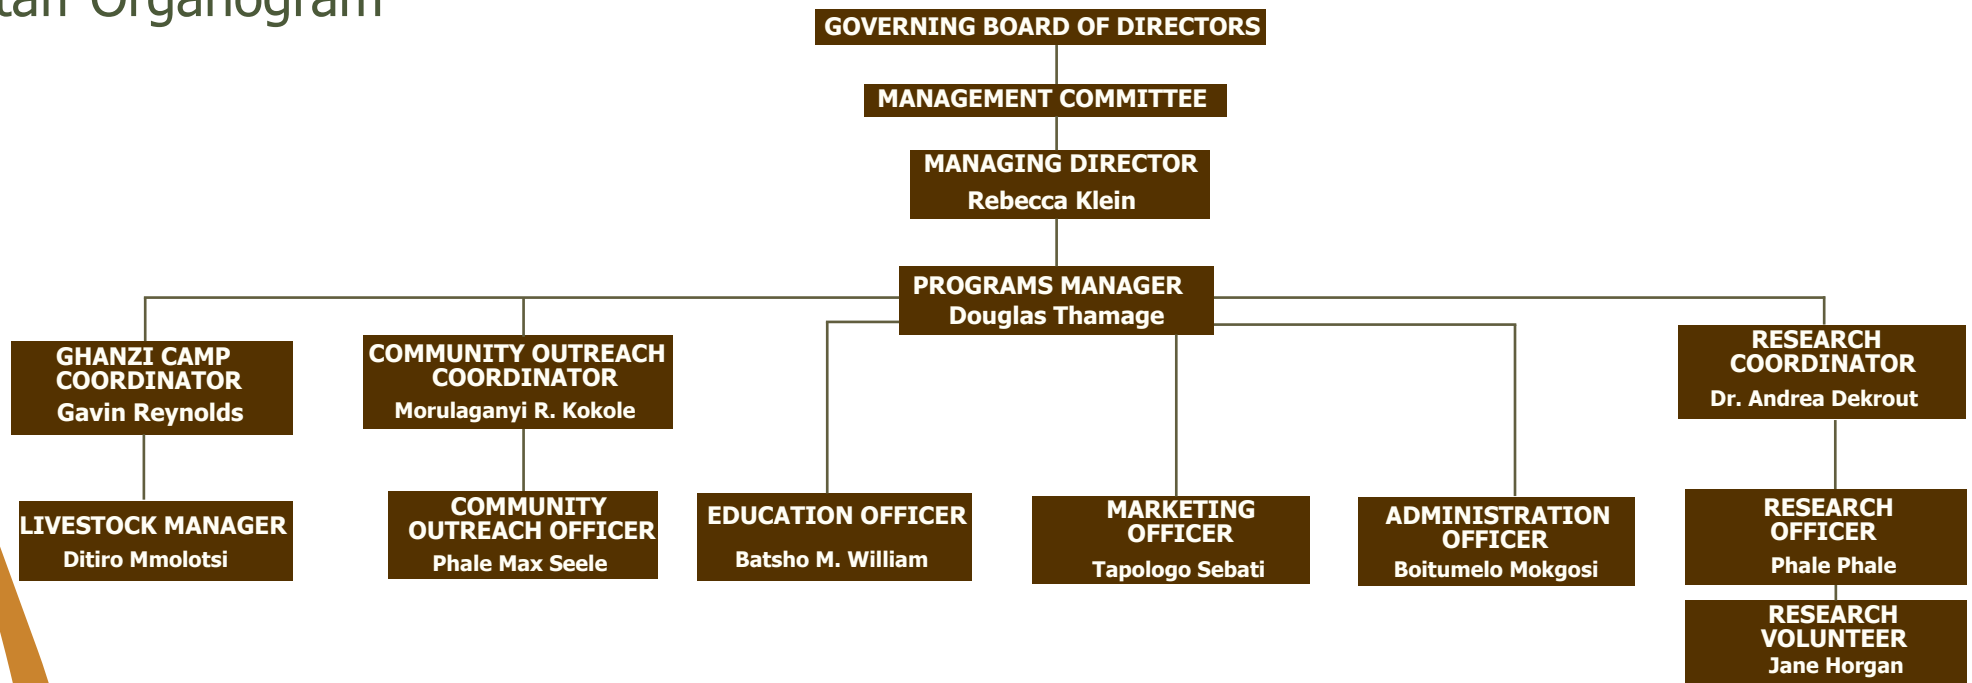 Organogram
GOVERNING BOARD OF DIRECTORS
MANAGEMENT COMMITTEE
MANAGING DIRECTOR
Rebecca Klein
PROGRAMS MANAGER
Douglas Thamage
GHANZI CAMP
COORDINATOR
Gavin Reynolds
COMMUNITY OUTREACH
COORDINATOR
Morulaganyi R. Kokole
RESEARCH
COORDINATOR
Dr. Andrea Dekrout
LIVESTOCK MANAGER
Ditiro Mmolotsi
COMMUNITY
OUTREACH OFFICER
Phale Max Seele
EDUCATION OFFICER
Batsho M. William
MARKETING
OFFICER
Tapologo Sebati
ADMINISTRATION
OFFICER
Boitumelo Mokgosi
RESEARCH
OFFICER
Phale Phale
RESEARCH
VOLUNTEER
Jane Horgan